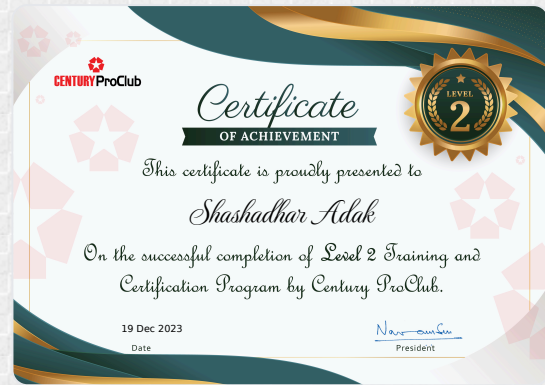 CENTURY ProClub
Certificate
OF ACHIEVEMENT
LEVEL
2
This certificate is proudly presented to
Shashadhar Adak
On the successful completion of Level 2 Training and
Certification Program by Century ProClub.
19 Dec 2023
Date
President